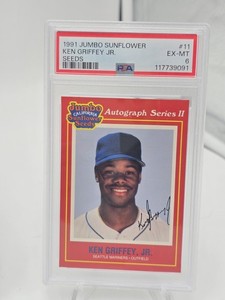 1991 JUMBO SUNFLOWER #11
KEN GRIFFEY JR. EX-MT
SEEDS 6
PSA 117739091
Jumbo
CALIFORNIA
Sunflower
Seeds
Autograph Series II
KEN GRIFFEY, JR.
SEATTLE MARINERS - OUTFIELD